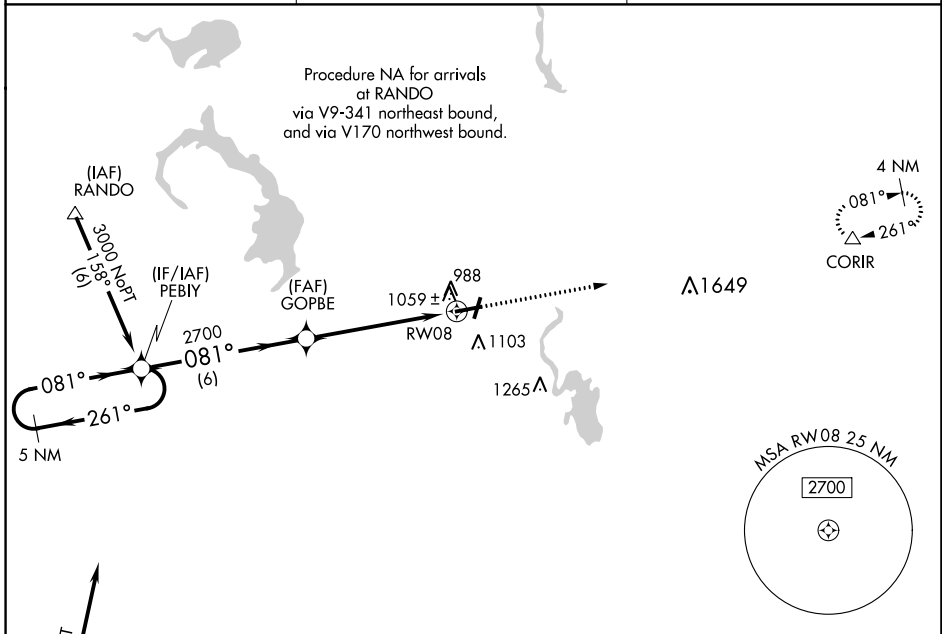 Procedure NA for arrivals
at RANDO
via V9-341 northeast bound,
and via V170 northwest bound.
(IAF)
RANDO
3000 NoPT
158°
(6)
(IF/IAF)
PEBIY
(FAF)
GOPBE
2700
081°
(6)
081°
261°
5 NM
988
1059 ±
RW08
1103
1265
1649
4 NM
081°
261°
CORIR
MSA RW08 25 NM
2700